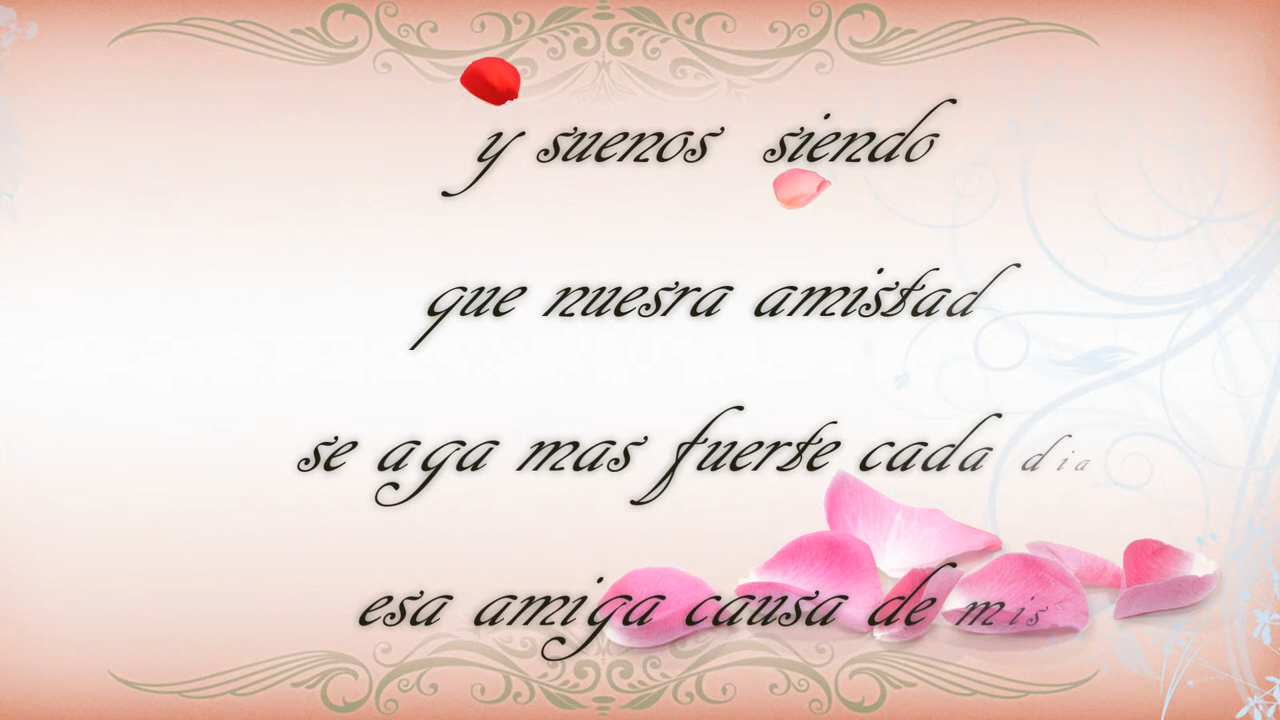 y suenos siendo
que nuesra amistad
se aga mas fuerte cada dia
esa amiga causa de mis